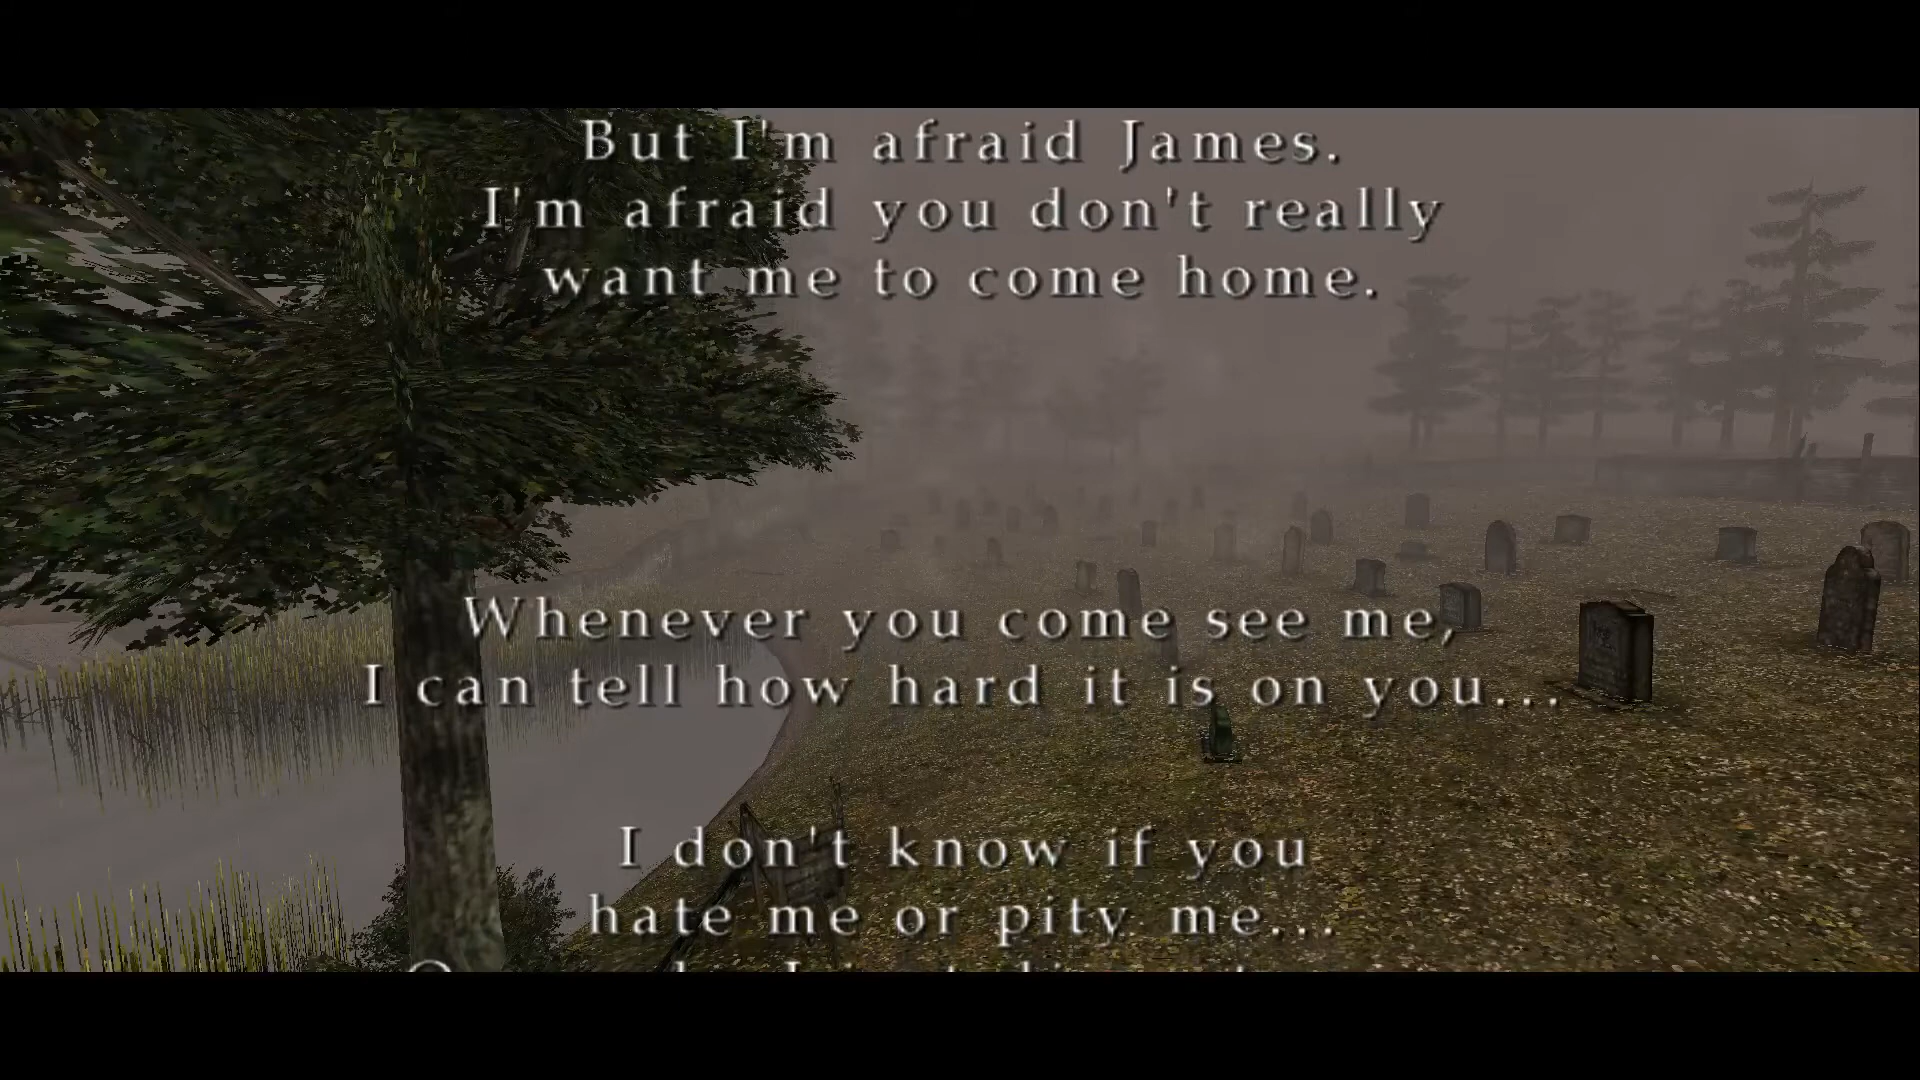 But I'm afraid James.
I'm afraid you don't really
want me to come home.
Whenever you come see me,
I can tell how hard it is on you...
I don't know if you
hate me or pity me...